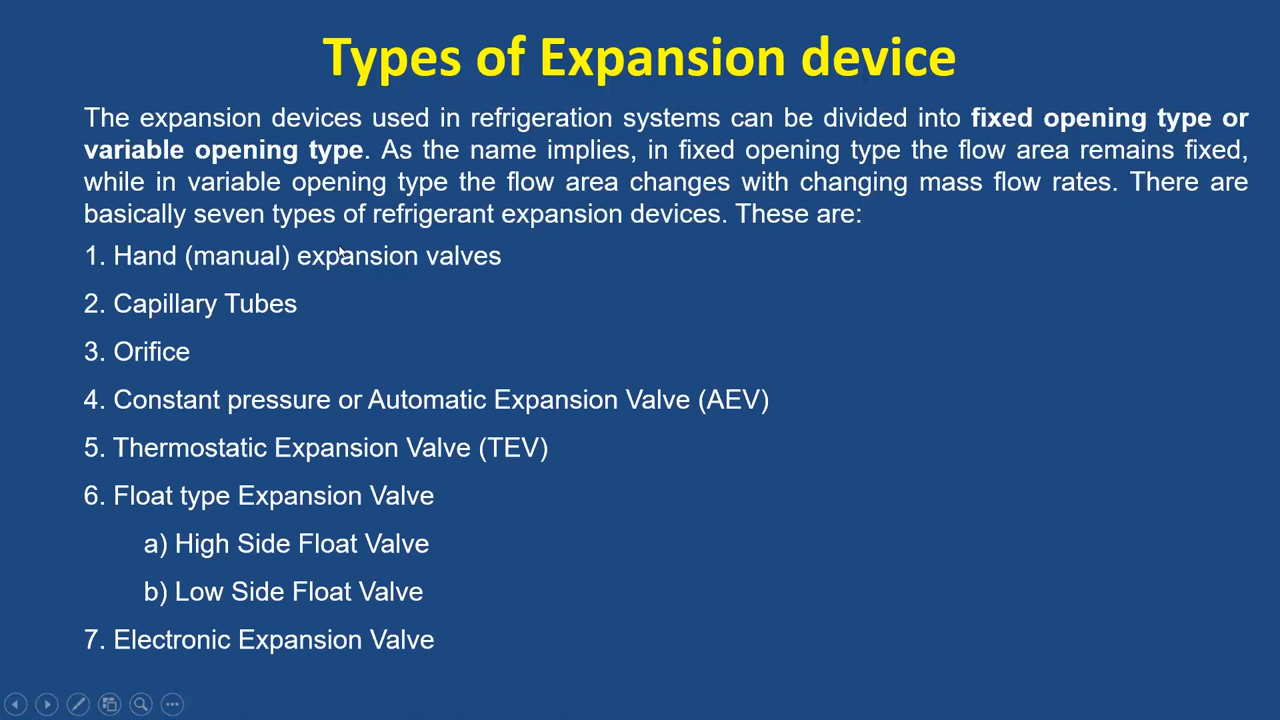 Types of Expansion device
The expansion devices used in refrigeration systems can be divided into fixed opening type or
variable opening type. As the name implies, in fixed opening type the flow area remains fixed,
while in variable opening type the flow area changes with changing mass flow rates. There are
basically seven types of refrigerant expansion devices. These are:
1. Hand (manual) expansion valves
2. Capillary Tubes
3. Orifice
4. Constant pressure or Automatic Expansion Valve (AEV)
5. Thermostatic Expansion Valve (TEV)
6. Float type Expansion Valve
a) High Side Float Valve
b) Low Side Float Valve
7. Electronic Expansion Valve